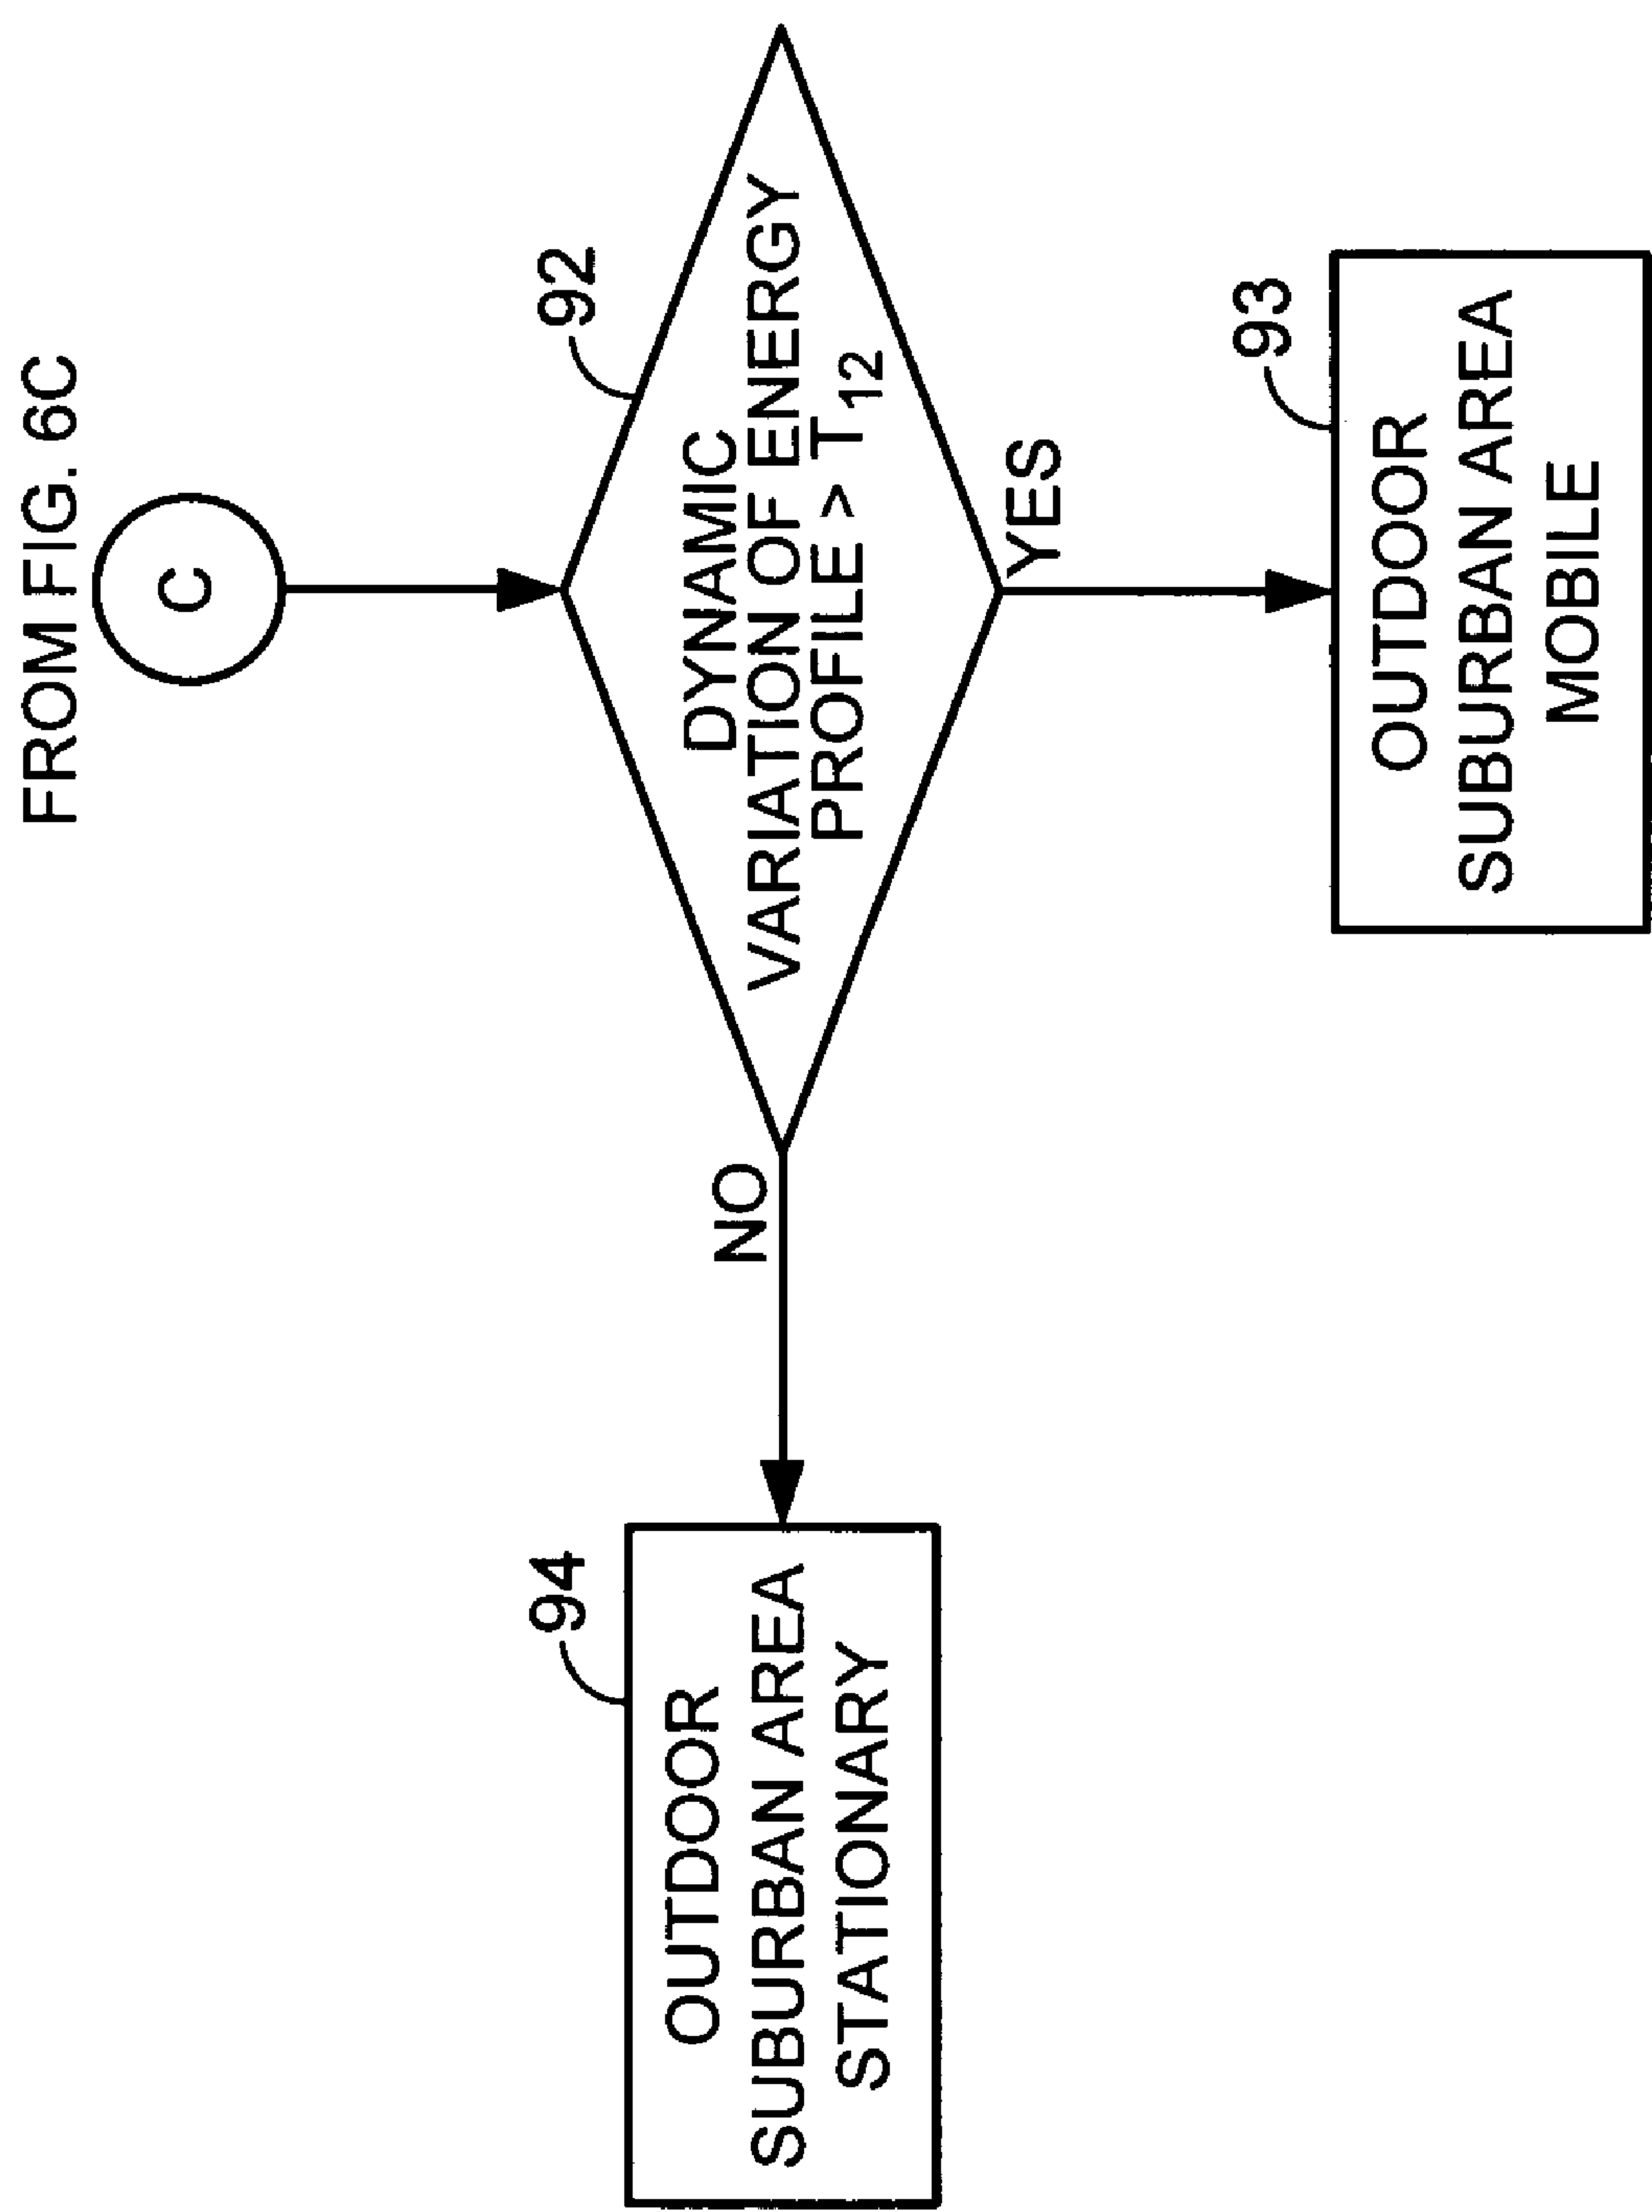 FROM FIG. 6C
C
92
DYNAMIC
VARIATION OF ENERGY
PROFILE > T12
NO
YES
94
OUTDOOR
SUBURBAN AREA
STATIONARY
93
OUTDOOR
SUBURBAN AREA
MOBILE